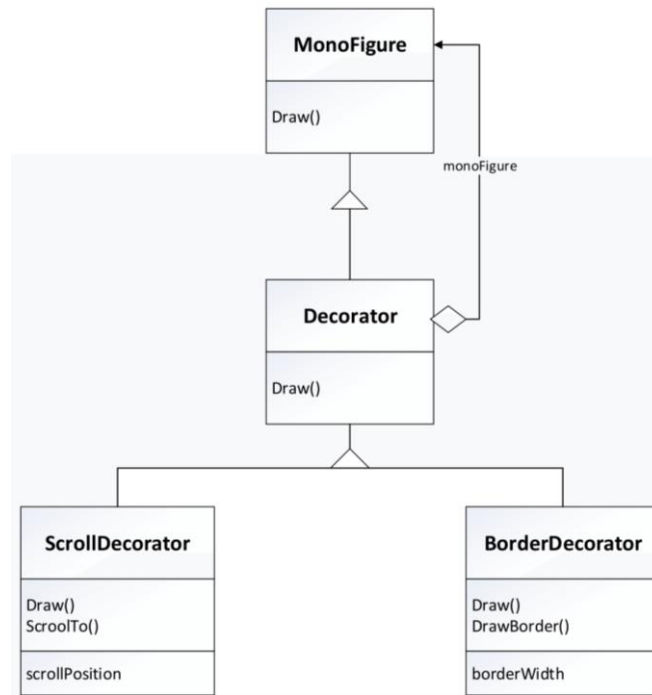 MonoFigure
Draw()
monoFigure
Decorator
Draw()
ScrollDecorator
Draw()
ScroolTo()
scrollPosition
BorderDecorator
Draw()
DrawBorder()
borderWidth